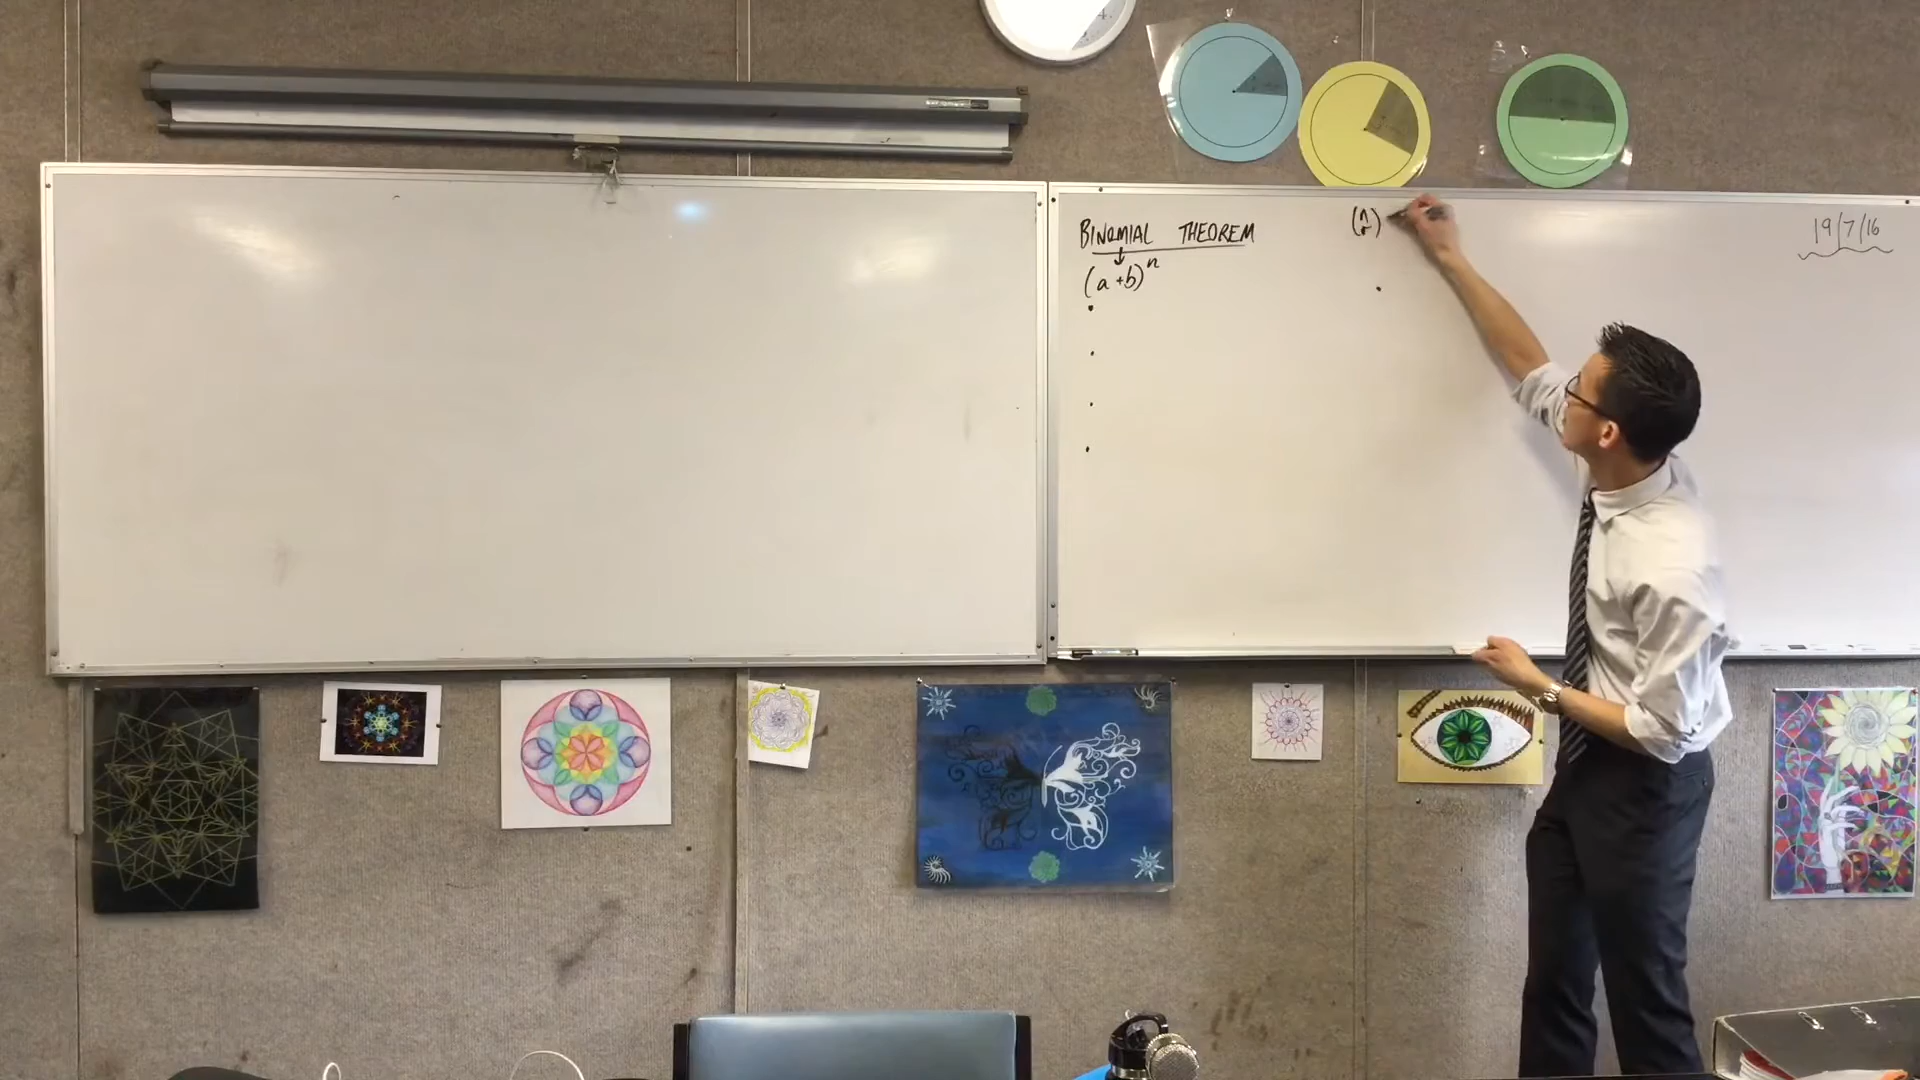 BINOMIAL THEOREM
(a+b)^n
(n r)
19/7/16